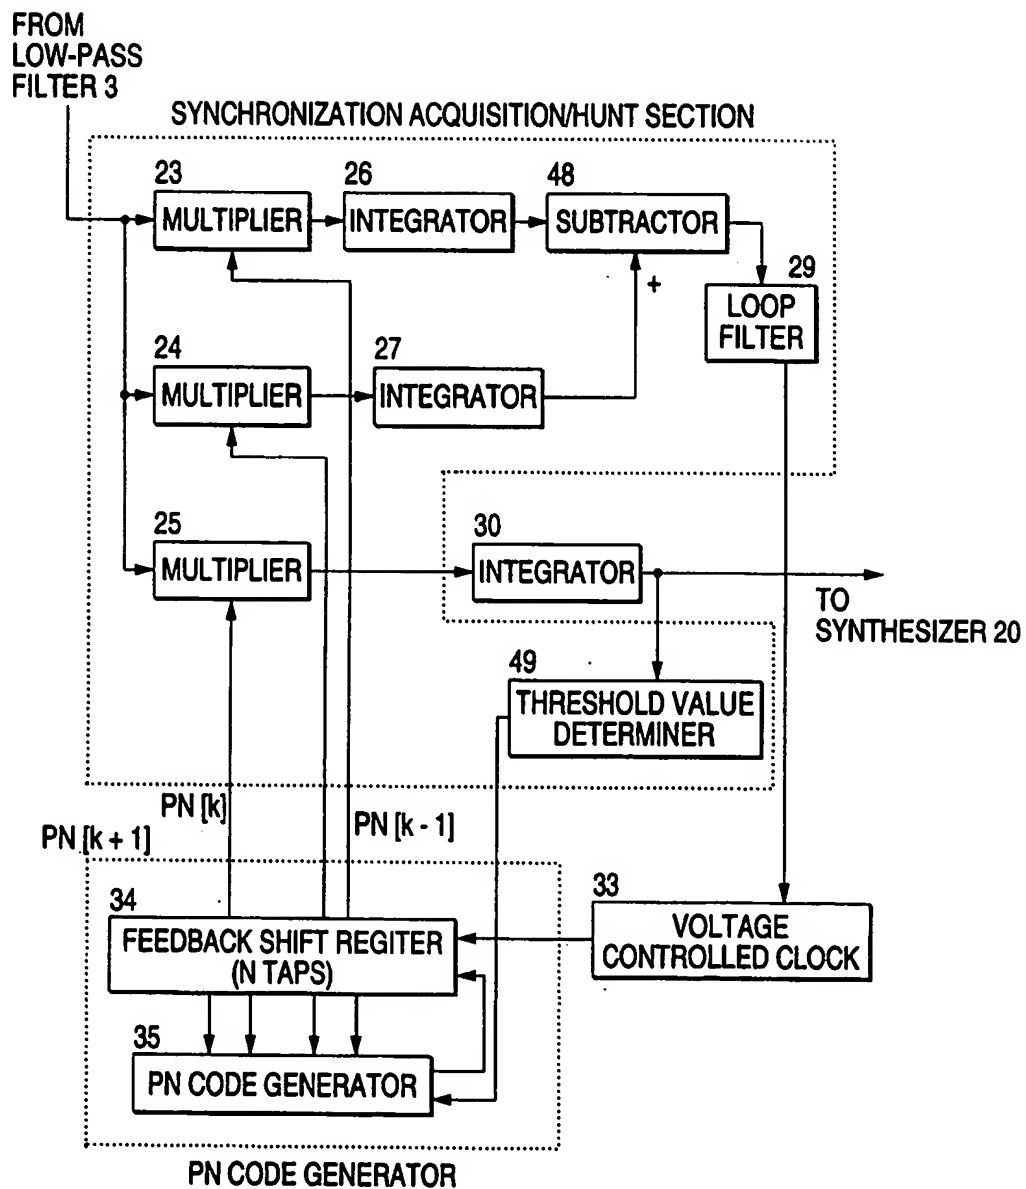 FROM
LOW-PASS
FILTER 3
SYNCHRONIZATION ACQUISITION/HUNT SECTION
23
MULTIPLIER
26
INTEGRATOR
48
SUBTRACTOR
+
29
LOOP
FILTER
24
MULTIPLIER
27
INTEGRATOR
25
MULTIPLIER
30
INTEGRATOR
TO
SYNTHESIZER 20
49
THRESHOLD VALUE
DETERMINER
PN [k]
PN [k + 1]
PN [k - 1]
34
FEEDBACK SHIFT REGITER
(N TAPS)
33
VOLTAGE
CONTROLLED CLOCK
35
PN CODE GENERATOR
PN CODE GENERATOR